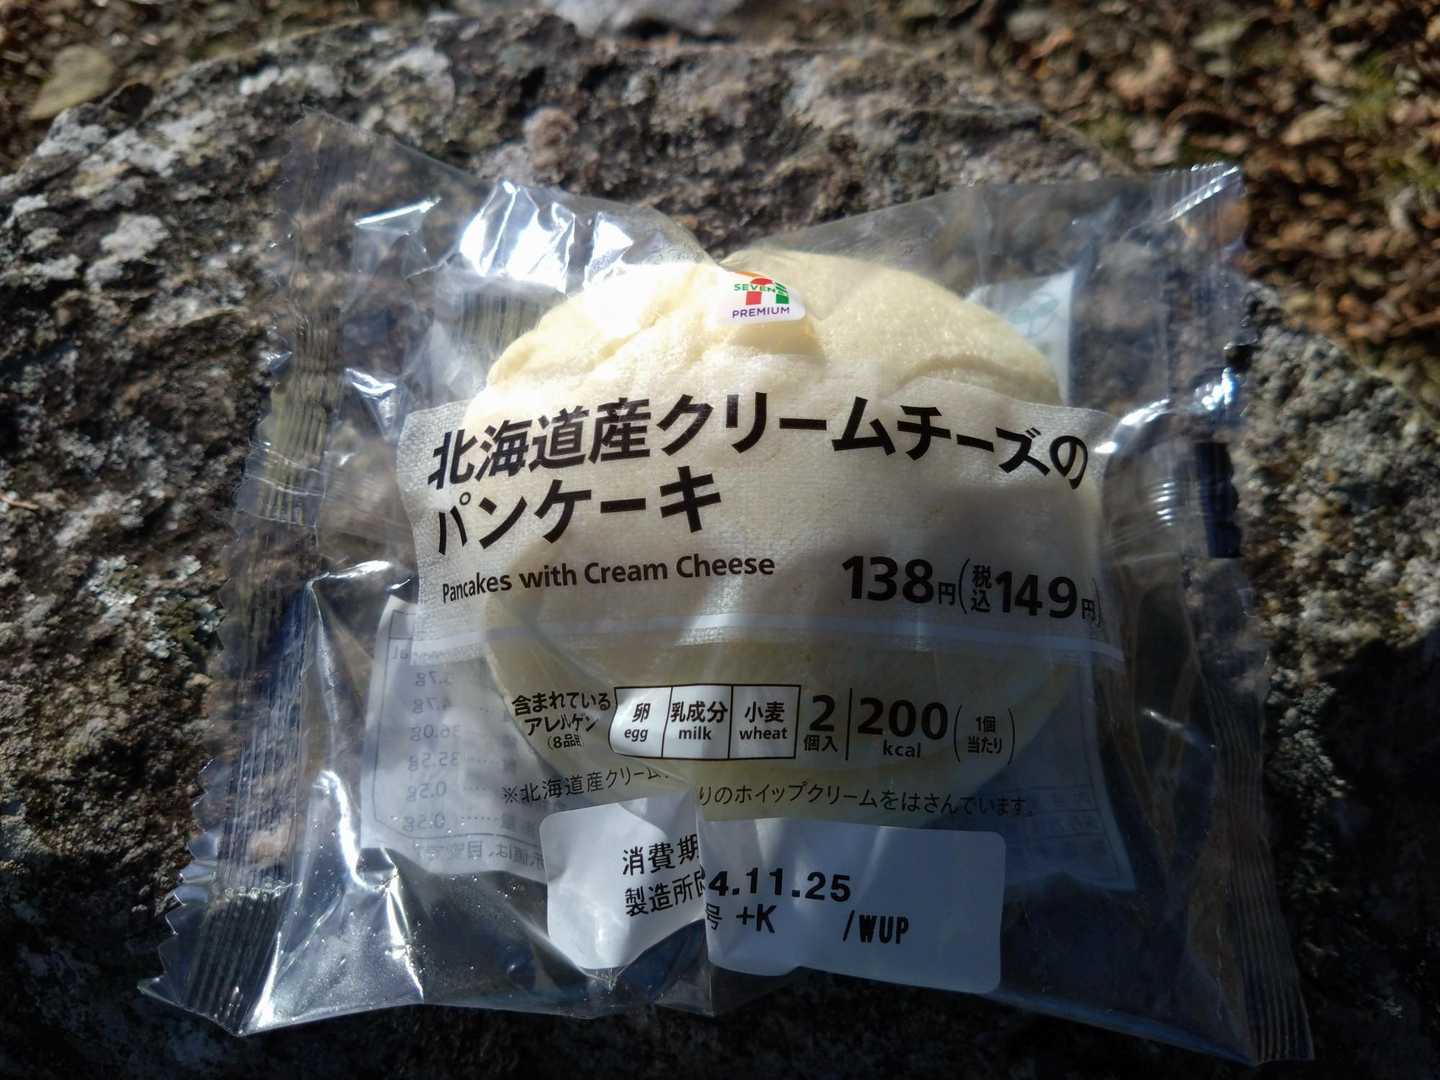 SEVEN
PREMIUM
北海道産クリームチーズの
パンケーキ
Pancakes with Cream Cheese
138円(税込149円)
含まれている
アレルゲン
(8品目)
卵
egg
乳成分
milk
小麦
wheat
2
個入
200
kcal
(1個
当たり)
※北海道産クリーム
りのホイップクリームをはさんでいます。
消費期
4.11.25
製造所
号 +K /WUP